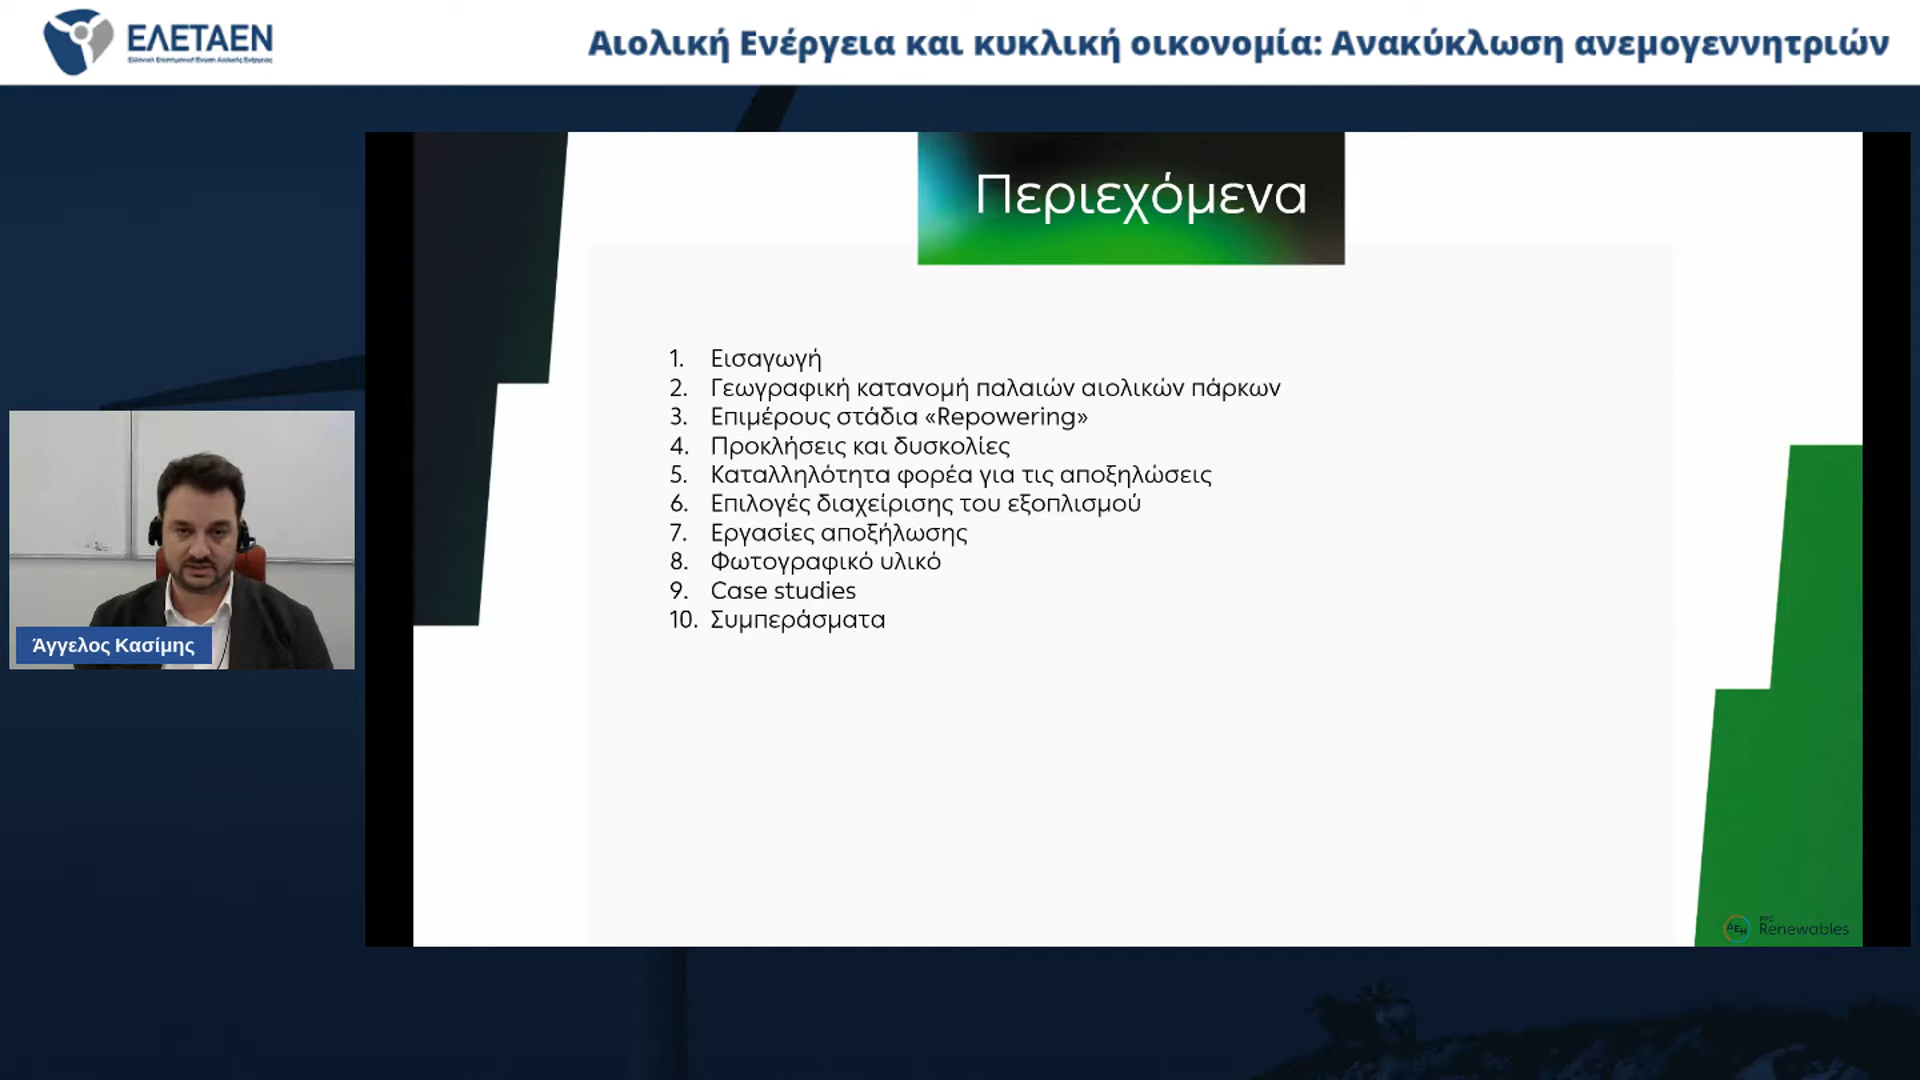 ΕΛΕΤΑΕΝ
Ελληνική Επιστημονική Ένωση Αιολικής Ενέργειας
Αιολική Ενέργεια και κυκλική οικονομία: Ανακύκλωση ανεμογεννητριών
Περιεχόμενα
1. Εισαγωγή
2. Γεωγραφική κατανομή παλαιών αιολικών πάρκων
3. Επιμέρους στάδια «Repowering»
4. Προκλήσεις και δυσκολίες
5. Καταλληλότητα φορέα για τις αποξηλώσεις
6. Επιλογές διαχείρισης του εξοπλισμού
7. Εργασίες αποξήλωσης
8. Φωτογραφικό υλικό
9. Case studies
10. Συμπεράσματα
Άγγελος Κασίμης
ΔΕΗ
PPC
Renewables